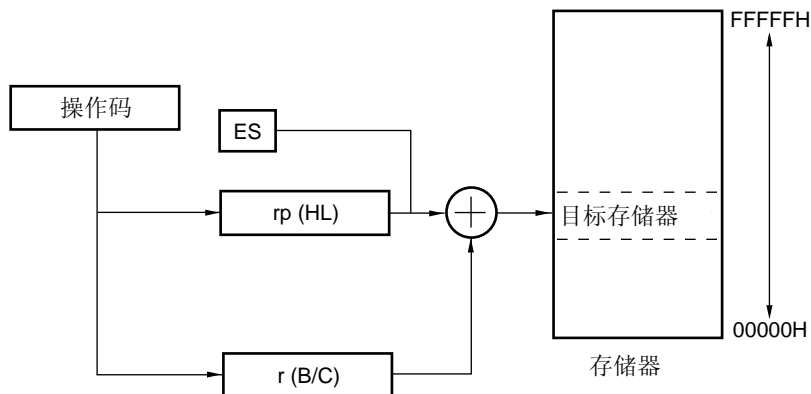 FFFFFH
操作码
ES
rp (HL)
目标存储器
00000H
r (B/C)
存储器